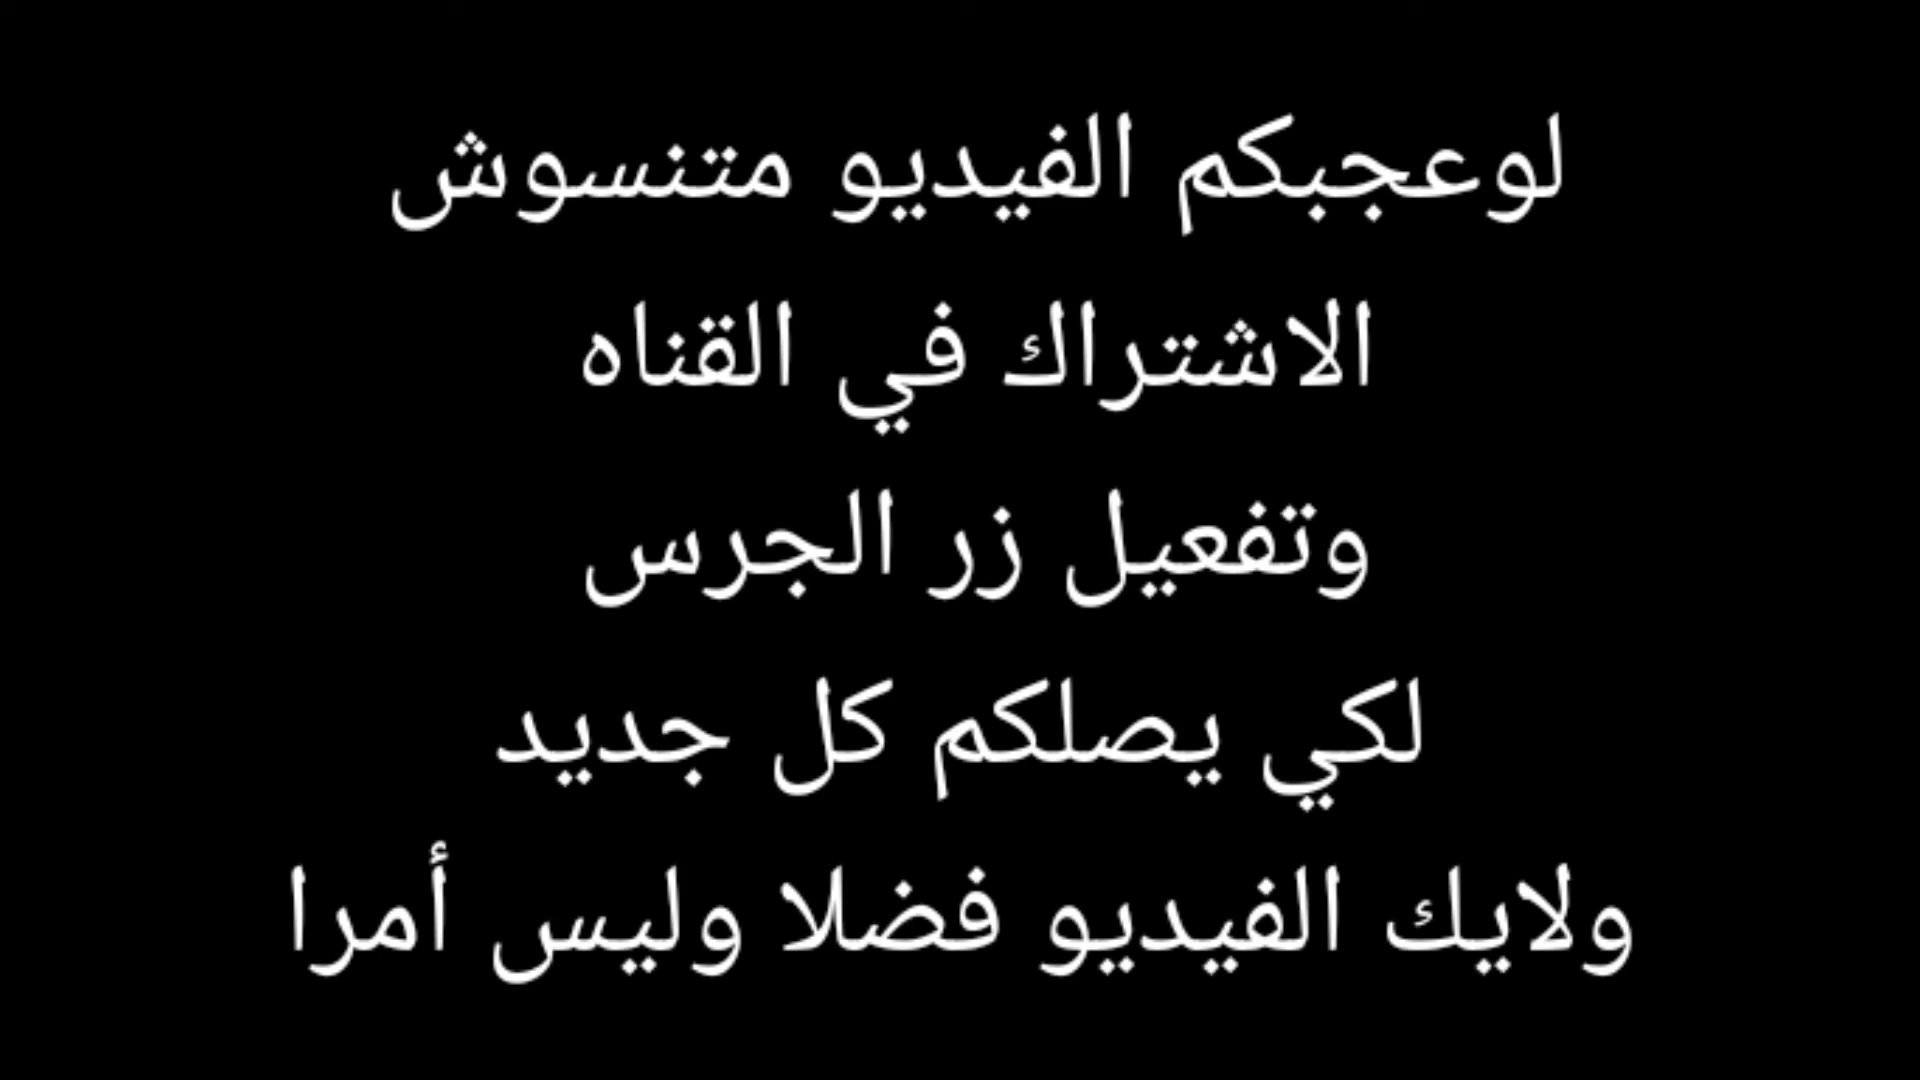 لوعجبكم الفيديو متنسوش
الاشتراك في القناه
وتفعيل زر الجرس
لكي يصلكم كل جديد
ولايك الفيديو فضلا وليس أمرا